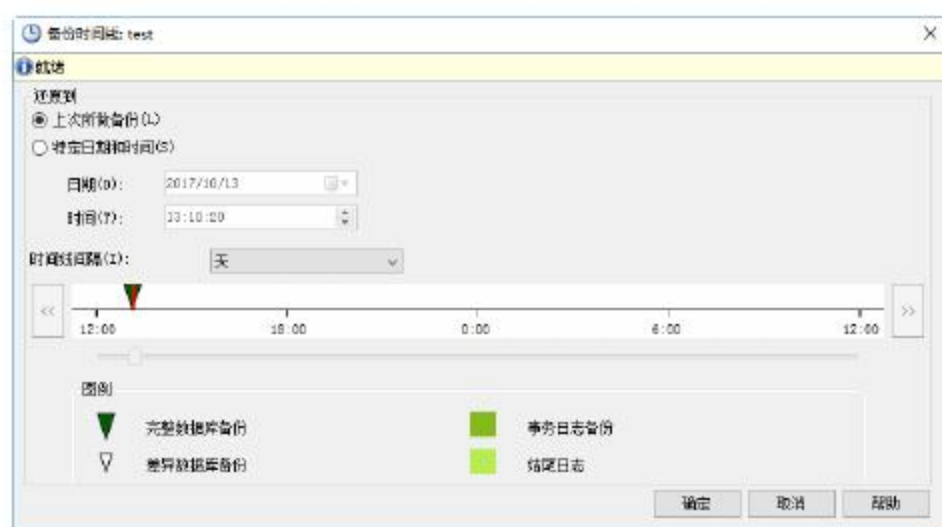 备份时间线: test
就绪
还原到
上次所做备份(L)
特定日期和时间(S)
日期(D): 2017/10/13
时间(T): 13:10:20
时间线间隔(I): 天
<< >>
12:00 18:00 0:00 6:00 12:00
图例
完整数据库备份 事务日志备份
差异数据库备份 结尾日志
确定 取消 帮助